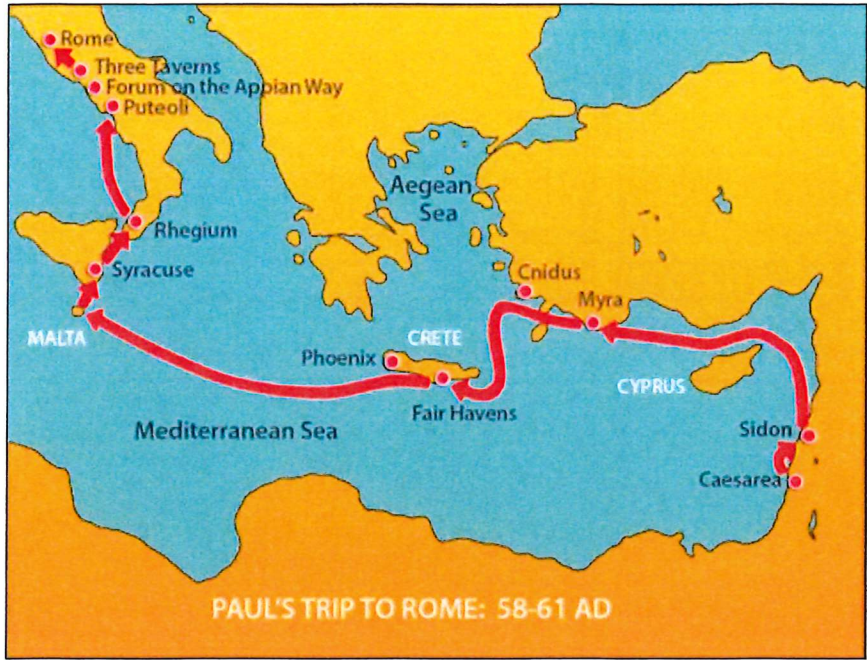 Rome
Three Taverns
Forum on the Appian Way
Puteoli
Aegean
Sea
Rhegium
Syracuse
Cnidus
Myra
MALTA
CRETE
Phoenix
CYPRUS
Fair Havens
Mediterranean Sea
Sidon
Caesarea
PAUL'S TRIP TO ROME: 58-61 AD